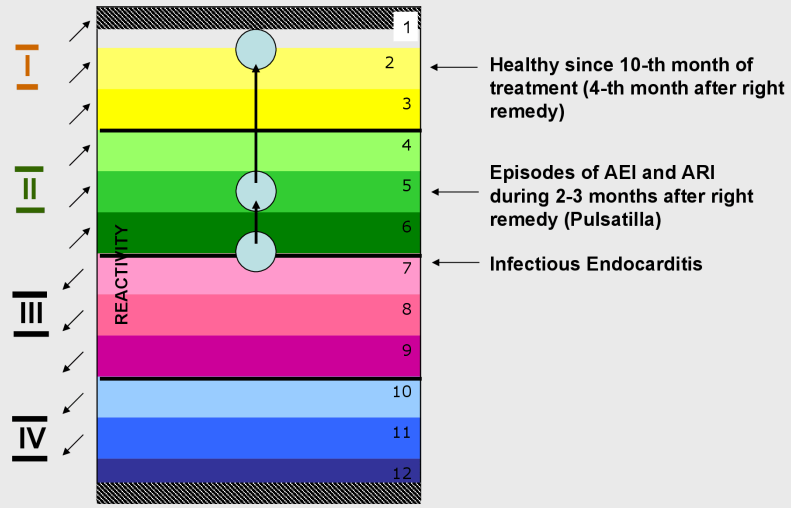 I
II
III
IV
REACTIVITY
1
2
3
4
5
6
7
8
9
10
11
12
Healthy since 10-th month of
treatment (4-th month after right
remedy)
Episodes of AEI and ARI
during 2-3 months after right
remedy (Pulsatilla)
Infectious Endocarditis